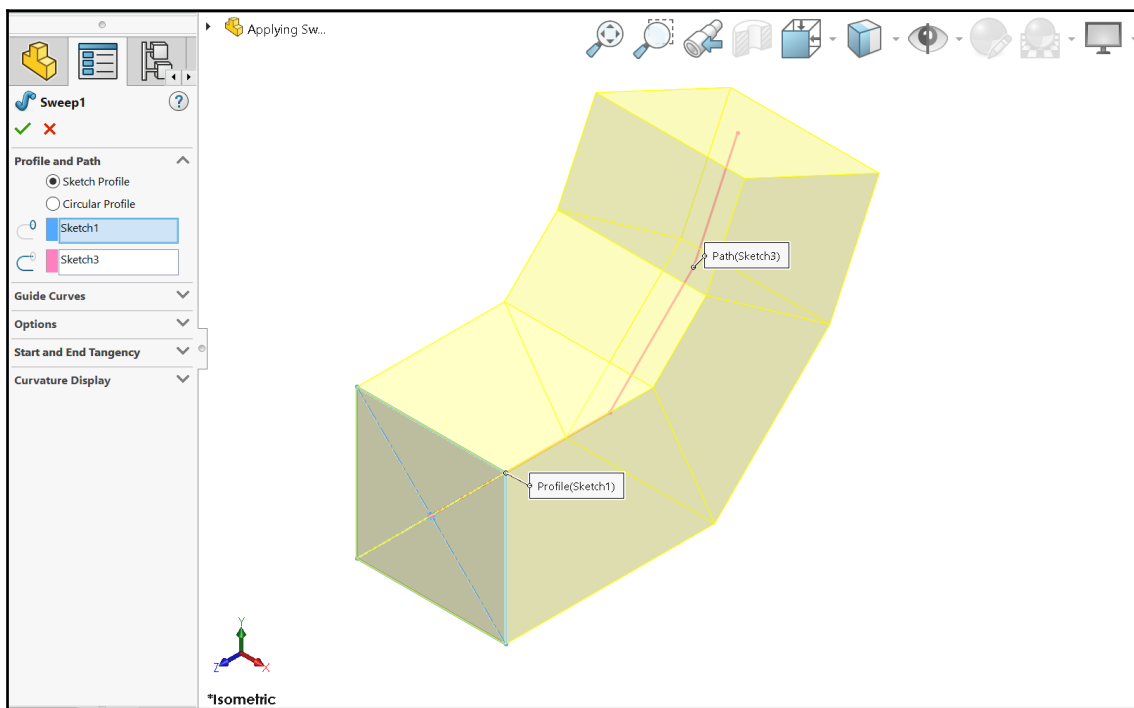 Applying Sw...
Sweep1
Profile and Path
Sketch Profile
Circular Profile
Sketch1
Sketch3
Guide Curves
Options
Start and End Tangency
Curvature Display
Path(Sketch3)
Profile(Sketch1)
Y
Z
X
*Isometric